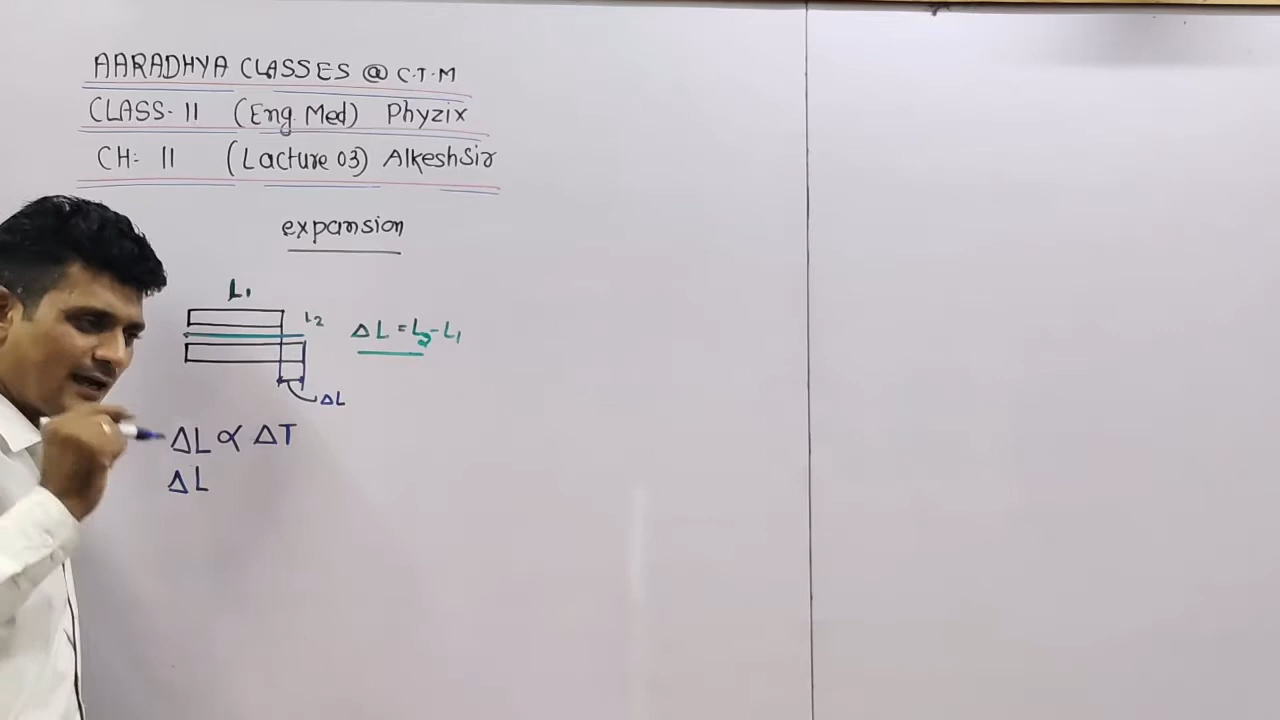 AARADHYA CLASSES @ C.T.M
CLASS- 11 (Eng. Med) Phyzix
CH: 11 (Lacture 03) AlkeshSir
expansion
L₁
L₂
ΔL = L₂ - L₁
ΔL
ΔL ∝ ΔT
ΔL